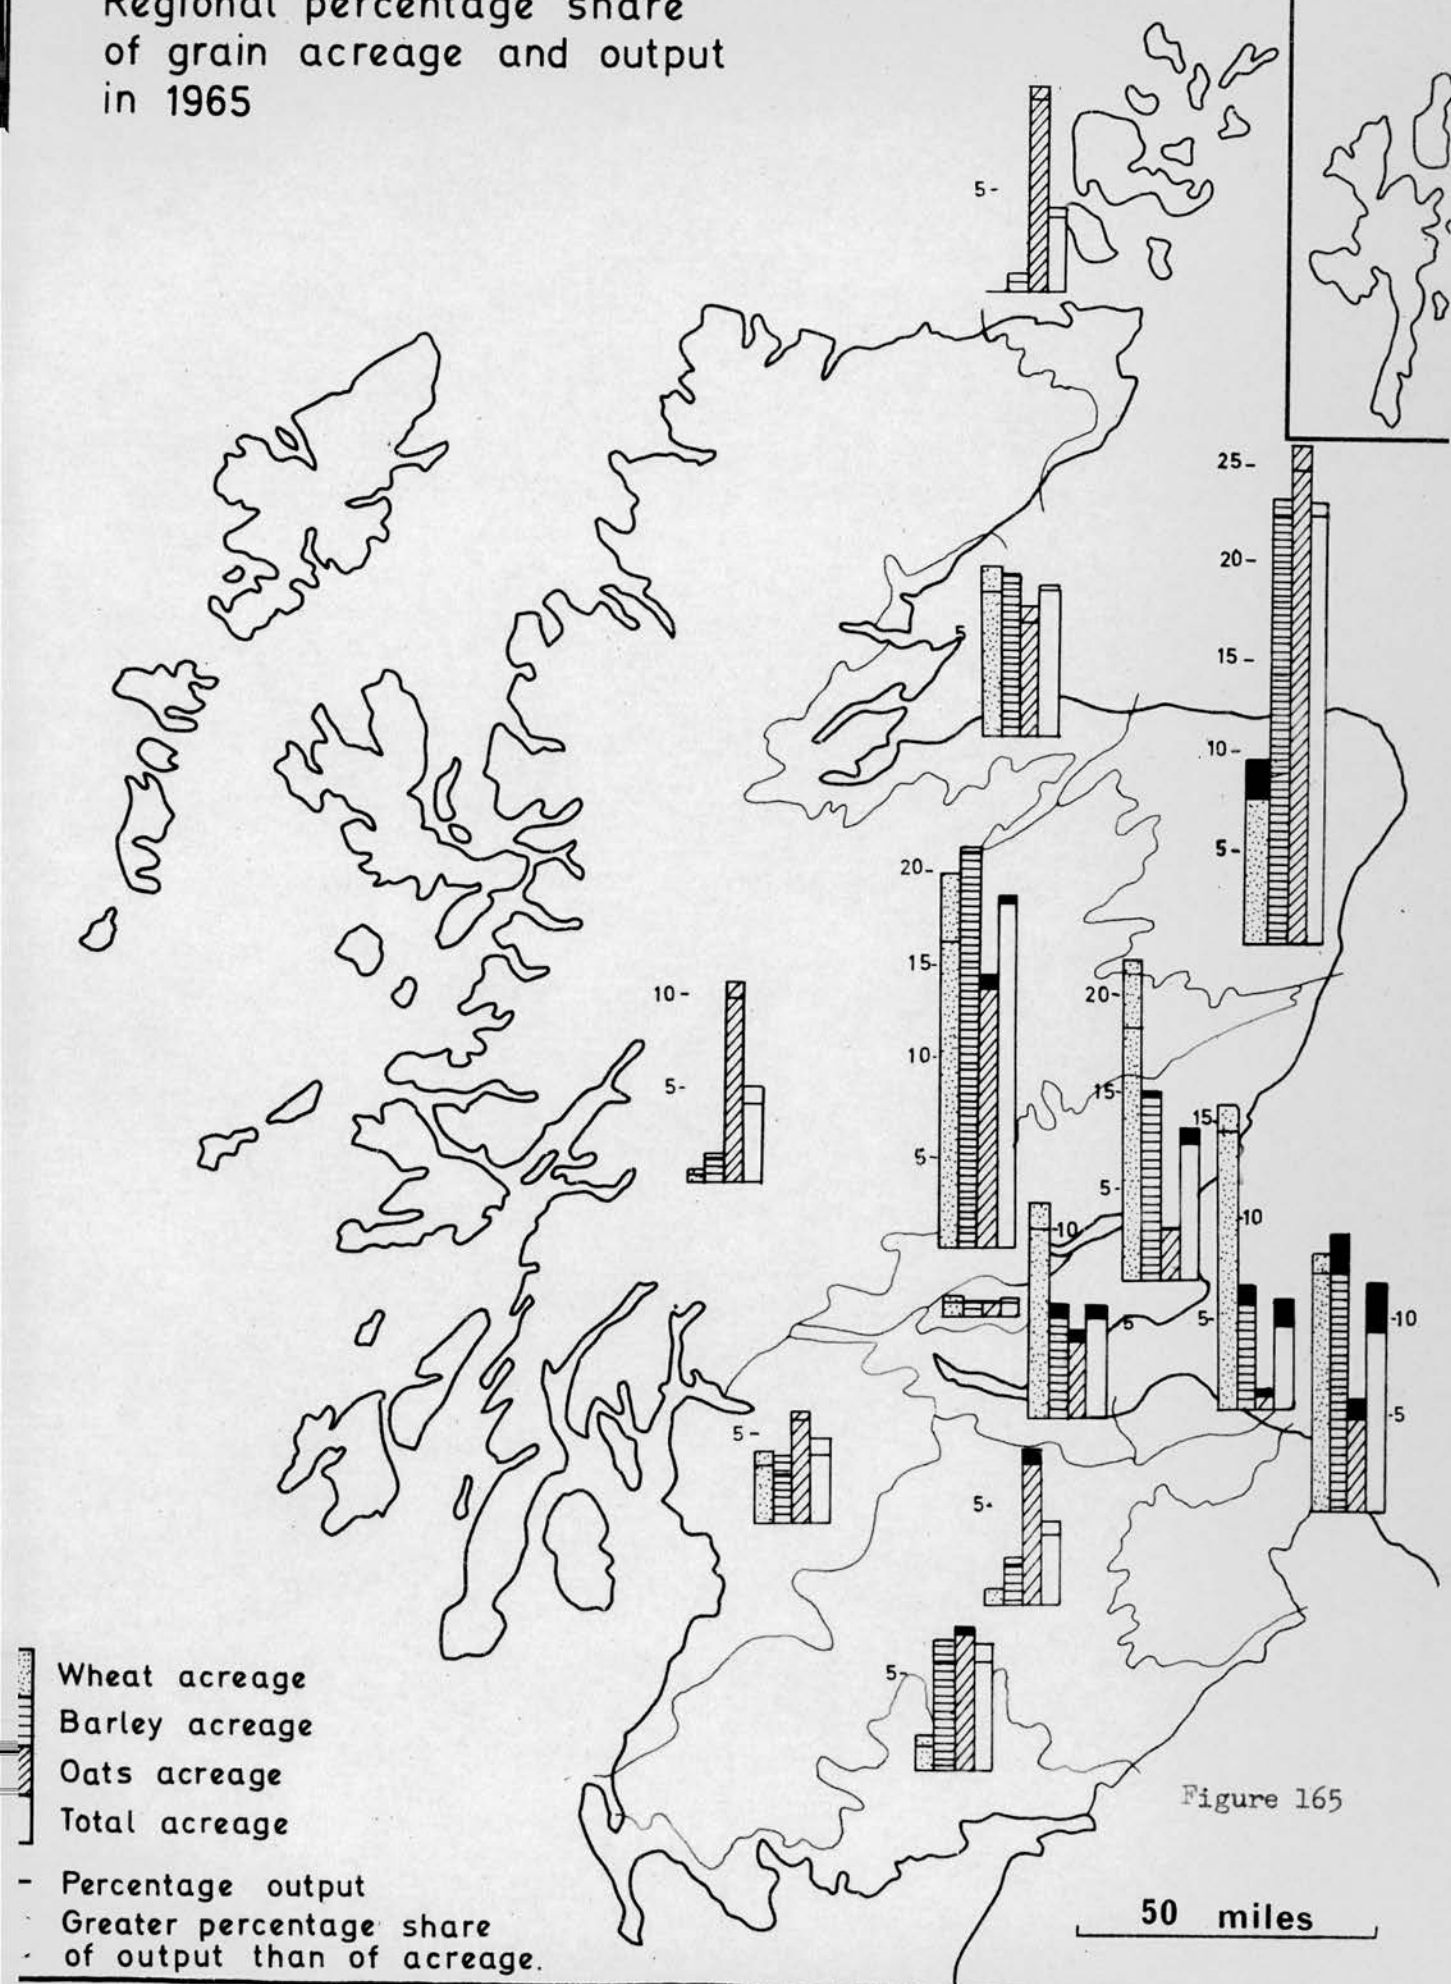 Regional percentage share
of grain acreage and output
in 1965
5-
25-
20-
15-
10-
5-
5
20-
15-
10-
5-
10-
5-
20-
15-
5-
15-
10
5-
-10
5
-10
-5
5-
5-
5-
Wheat acreage
Barley acreage
Oats acreage
Total acreage
- Percentage output
Greater percentage share
of output than of acreage.
Figure 165
50 miles